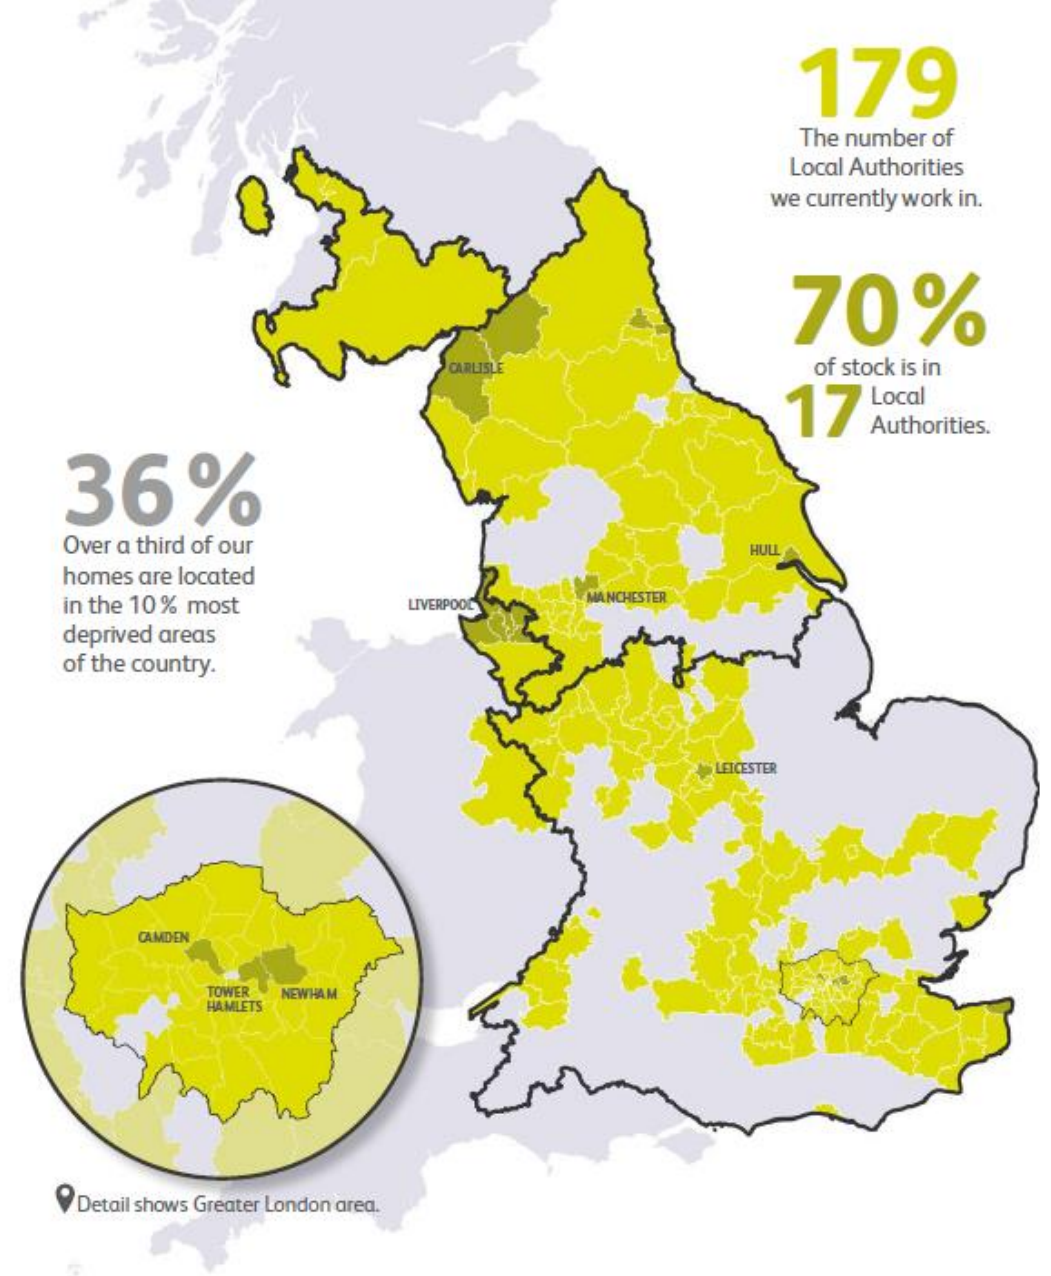 179
The number of
Local Authorities
we currently work in.
70%
of stock is in
17 Local
Authorities.
36%
Over a third of our
homes are located
in the 10% most
deprived areas
of the country.
CARLISLE
HULL
MANCHESTER
LIVERPOOL
LEICESTER
CAMDEN
TOWER
HAMLETS
NEWHAM
Detail shows Greater London area.